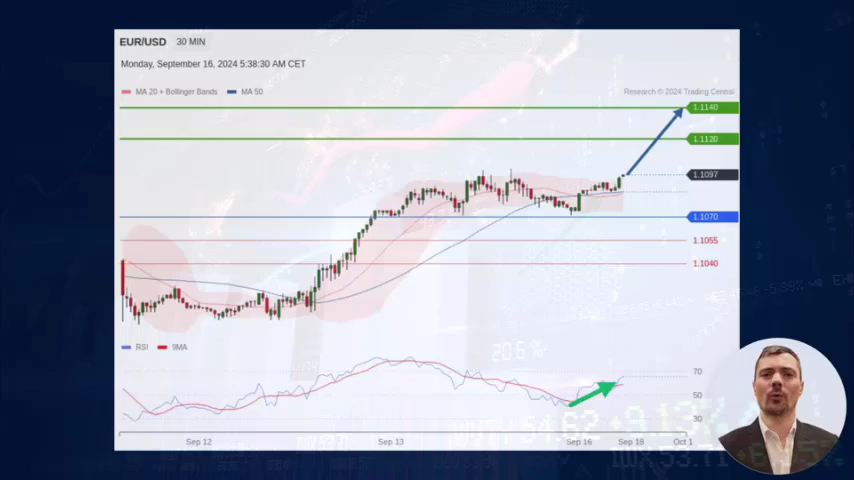 EUR/USD 30 MIN
Monday, September 16, 2024 5:38:30 AM CET
MA 20 + Bollinger Bands MA 50
Research © 2024 Trading Central
1.1140
1.1120
1.1097
1.1070
1.1055
1.1040
20.6 %
RSI 9MA
70
50
30
Sep 12 Sep 13 Sep 16 Sep 18 Oct 1